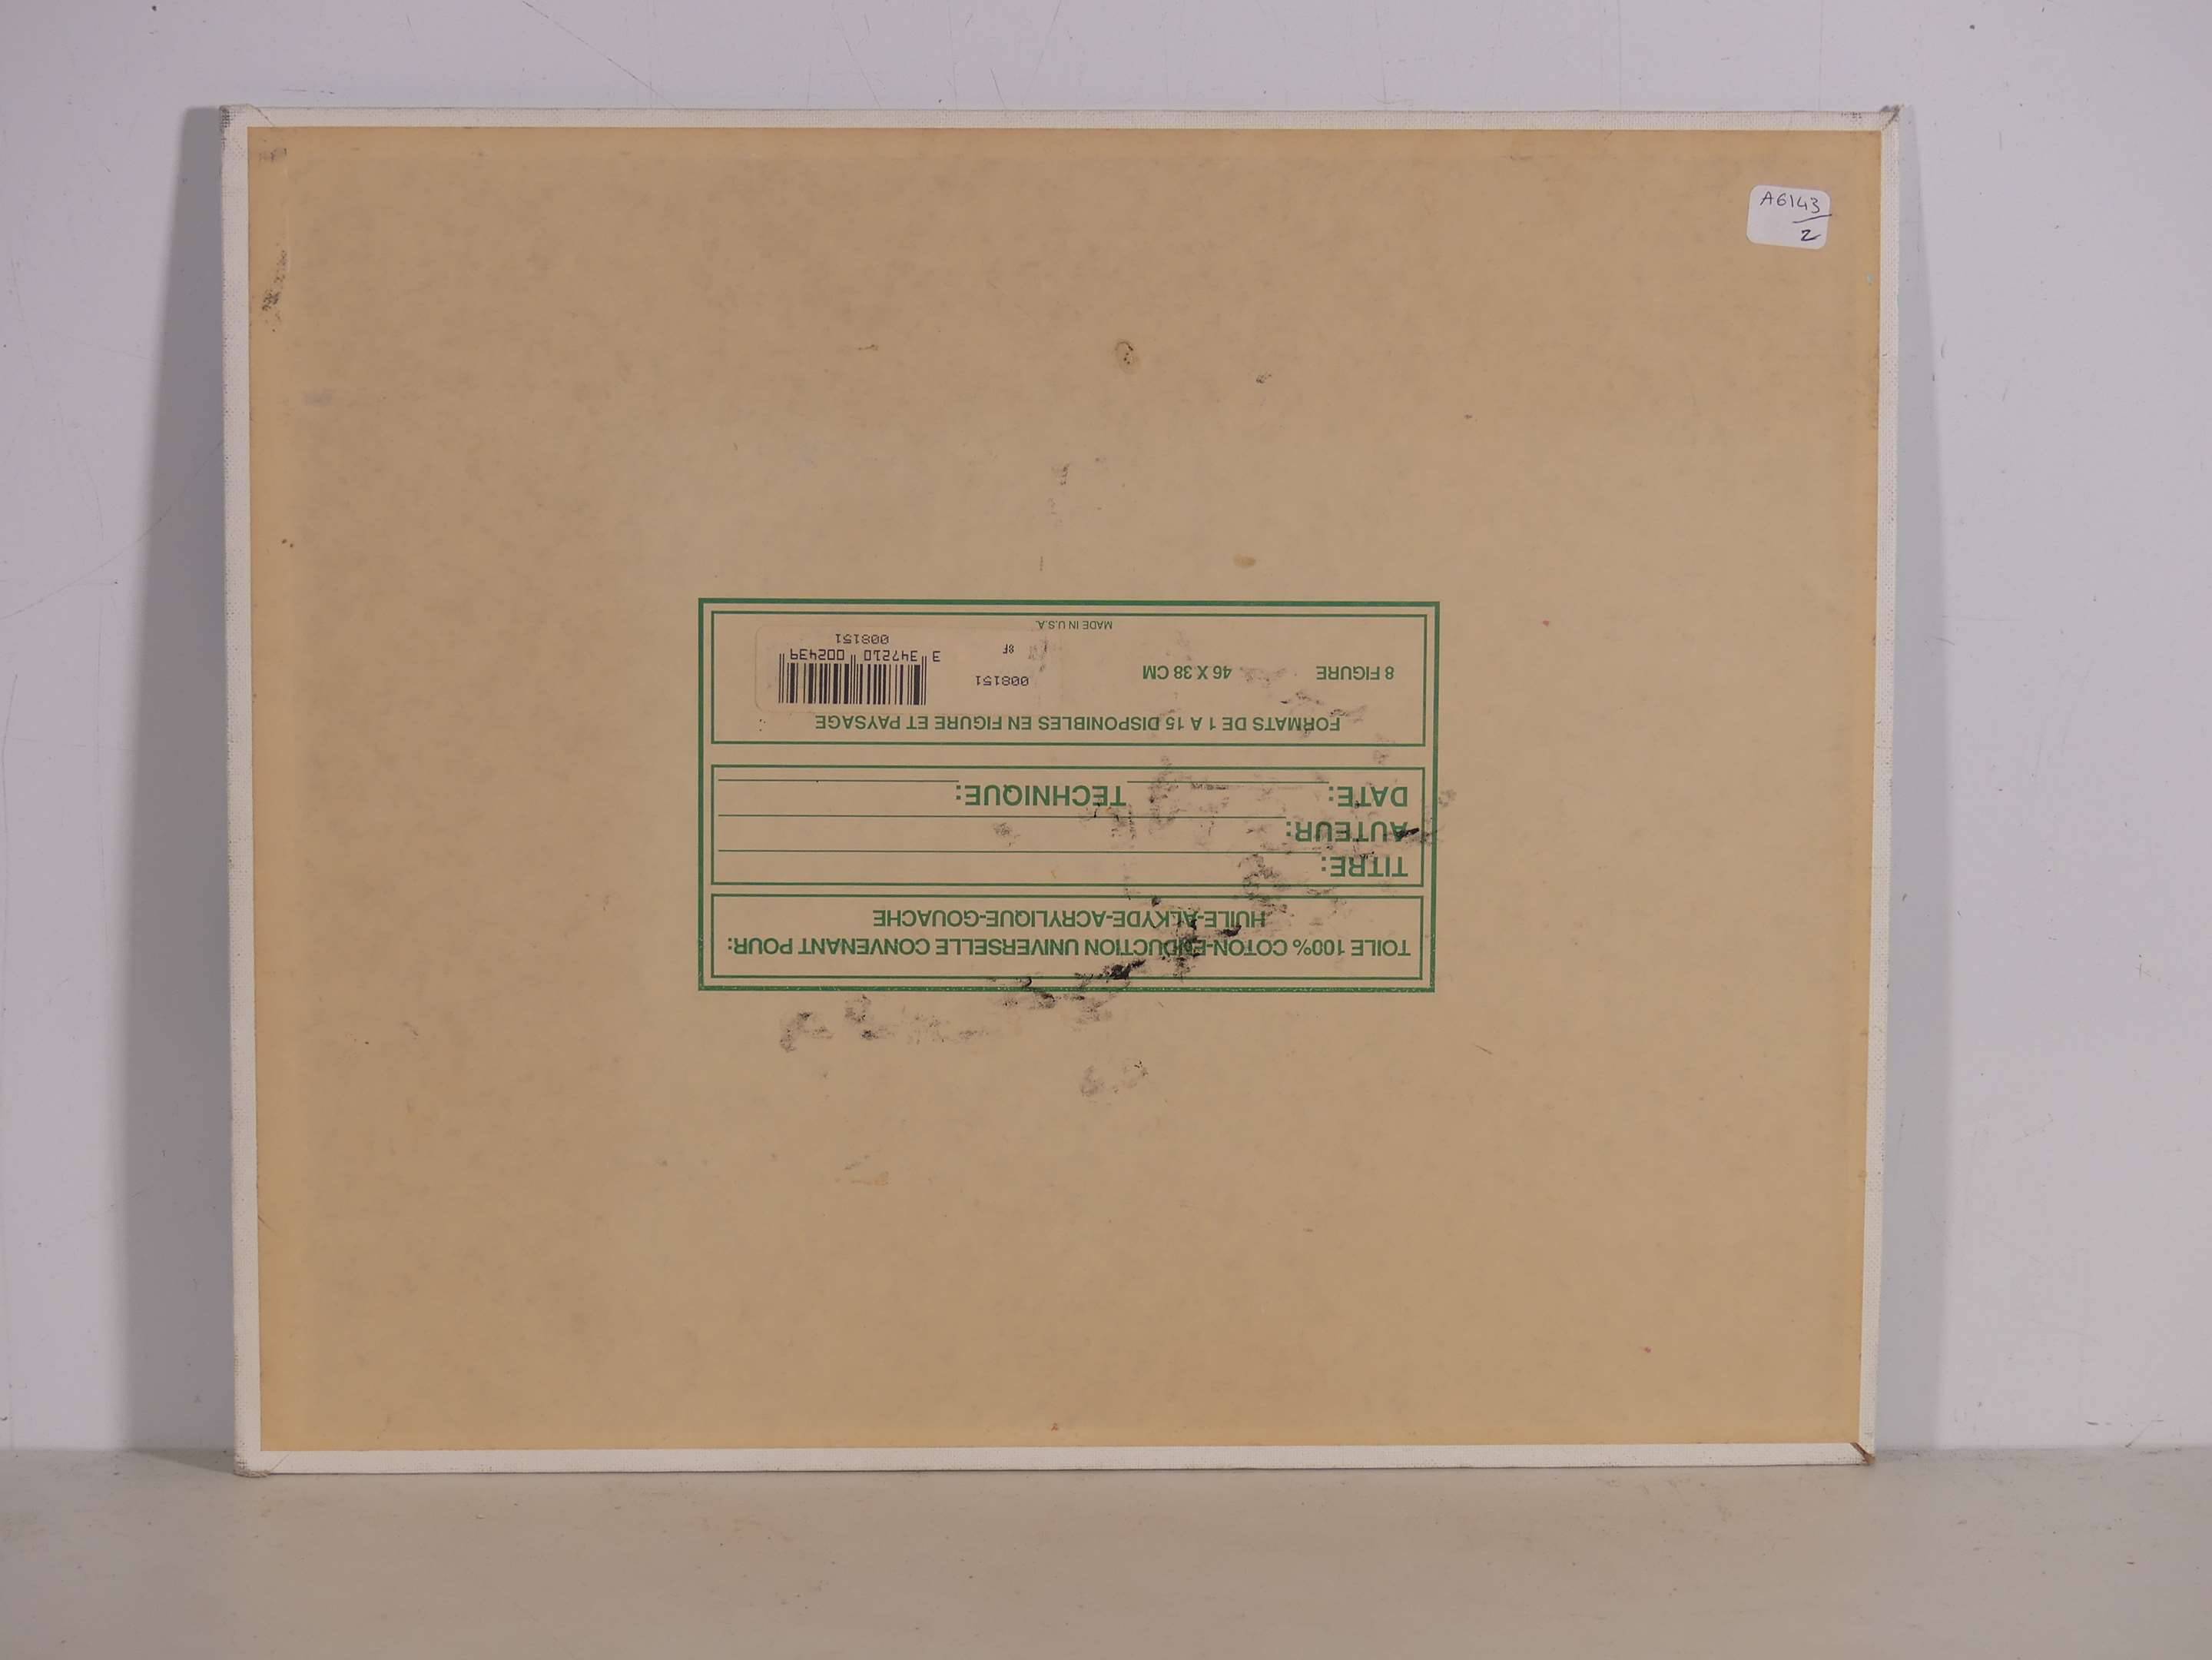 A6143
2
TOILE 100% COTON-ENDUCTION UNIVERSELLE CONVENANT POUR:
HUILE-ALKYDE-ACRYLIQUE-GOUACHE
TITRE:
AUTEUR:
DATE: TECHNIQUE:
FORMATS DE 1 A 15 DISPONIBLES EN FIGURE ET PAYSAGE
8 FIGURE 46 X 38 CM
008151
8F
3 347210 002439
008151
MADE IN U.S.A.